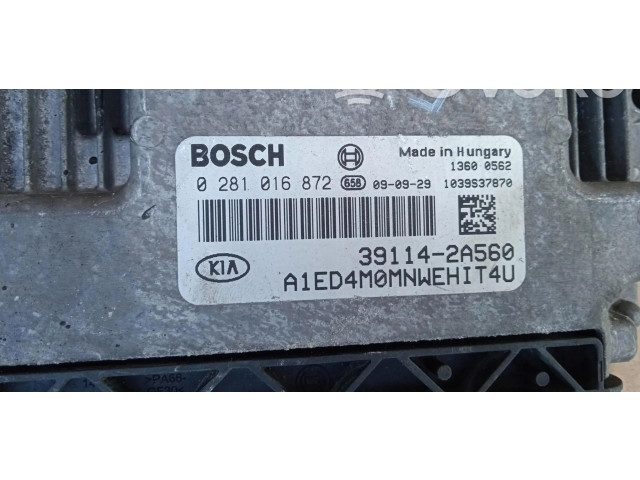 BOSCH
Made in Hungary
1360 0562
0 281 016 872 658 09-09-29 1039S37870
KIA
39114-2A560
A1ED4M0MNWEHIT4U
>PA66-